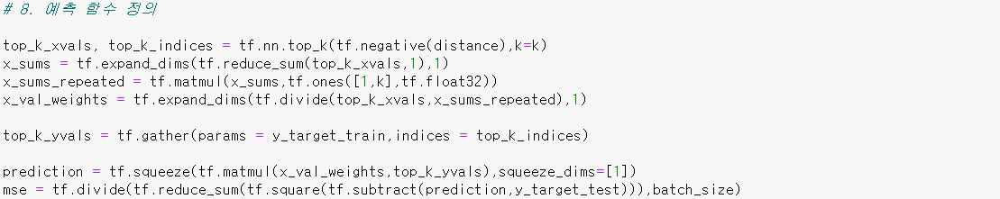 # 8. 예측 함수 정의
top_k_xvals, top_k_indices = tf.nn.top_k(tf.negative(distance),k=k)
x_sums = tf.expand_dims(tf.reduce_sum(top_k_xvals,1),1)
x_sums_repeated = tf.matmul(x_sums,tf.ones([1,k],tf.float32))
x_val_weights = tf.expand_dims(tf.divide(top_k_xvals,x_sums_repeated),1)
top_k_yvals = tf.gather(params = y_target_train,indices = top_k_indices)
prediction = tf.squeeze(tf.matmul(x_val_weights,top_k_yvals),squeeze_dims=[1])
mse = tf.divide(tf.reduce_sum(tf.square(tf.subtract(prediction,y_target_test))),batch_size)